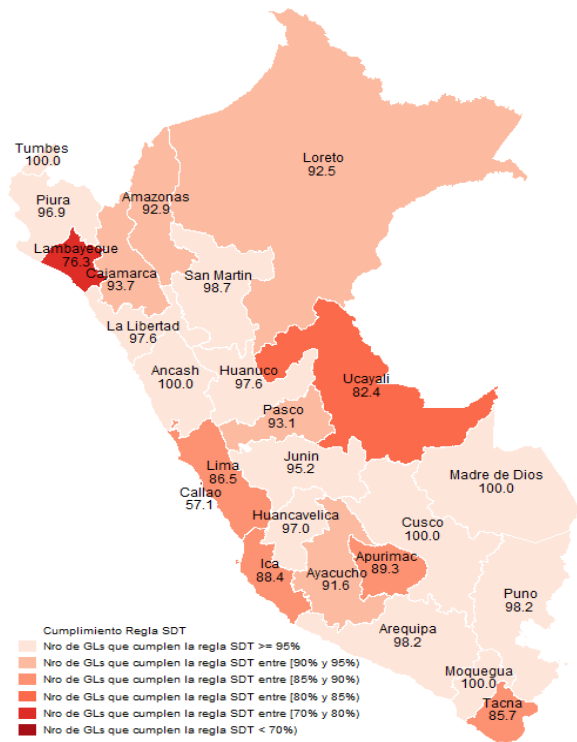 Tumbes
100.0
Piura
96.9
Amazonas
92.9
Loreto
92.5
Lambayeque
76.3
Cajamarca
93.7
San Martin
98.7
La Libertad
97.6
Ancash
100.0
Huanuco
97.6
Ucayali
82.4
Pasco
93.1
Lima
86.5
Callao
57.1
Junin
95.2
Madre de Dios
100.0
Huancavelica
97.0
Cusco
100.0
Ica
88.4
Ayacucho
91.6
Apurimac
89.3
Puno
98.2
Arequipa
98.2
Moquegua
100.0
Tacna
85.7
Cumplimiento Regla SDT
Nro de GLs que cumplen la regla SDT >= 95%
Nro de GLs que cumplen la regla SDT entre [90% y 95%)
Nro de GLs que cumplen la regla SDT entre [85% y 90%)
Nro de GLs que cumplen la regla SDT entre [80% y 85%)
Nro de GLs que cumplen la regla SDT entre [70% y 80%)
Nro de GLs que cumplen la regla SDT < 70%)